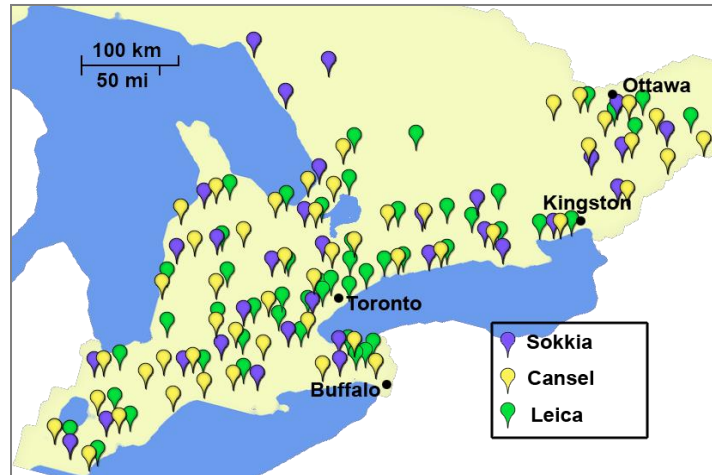 100 km
50 mi
Ottawa
Kingston
Toronto
Buffalo
Sokkia
Cansel
Leica